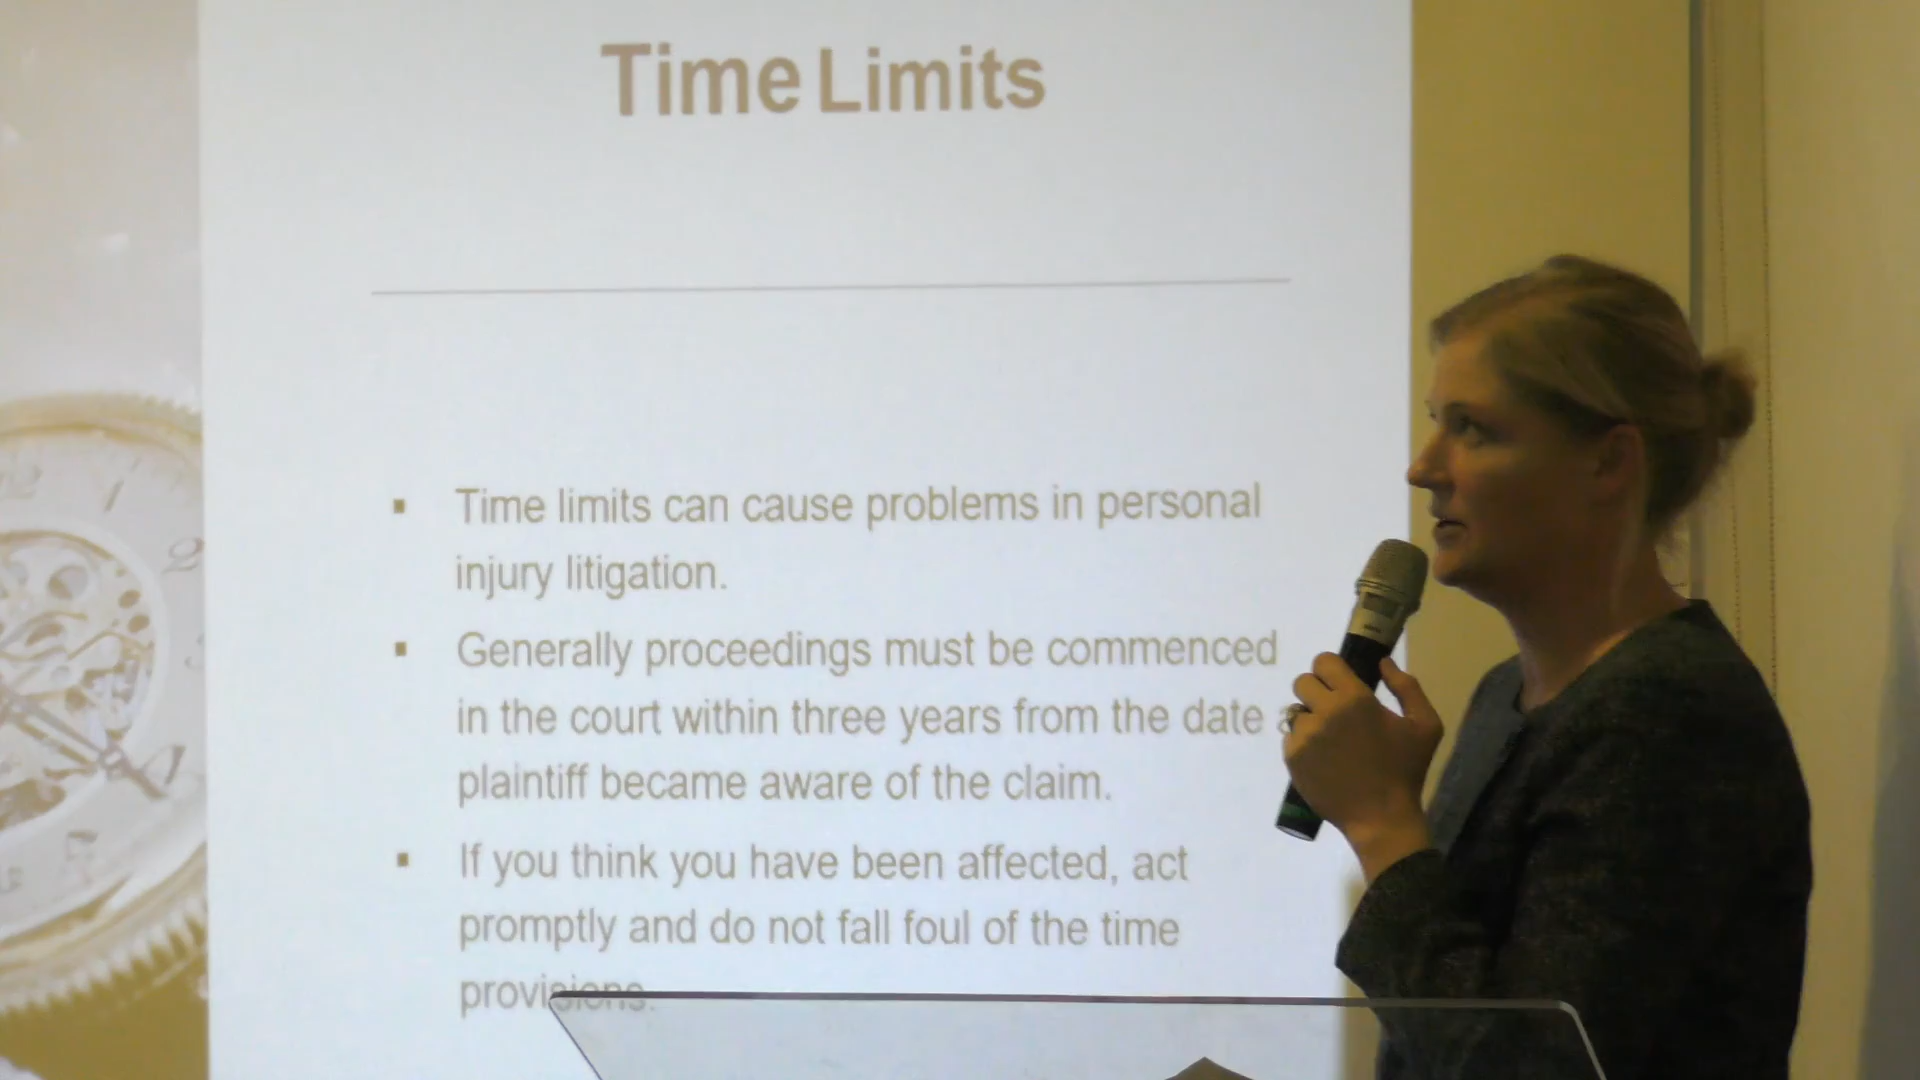 Time Limits
Time limits can cause problems in personal
injury litigation.
Generally proceedings must be commenced
in the court within three years from the date a
plaintiff became aware of the claim.
If you think you have been affected, act
promptly and do not fall foul of the time
provisions.